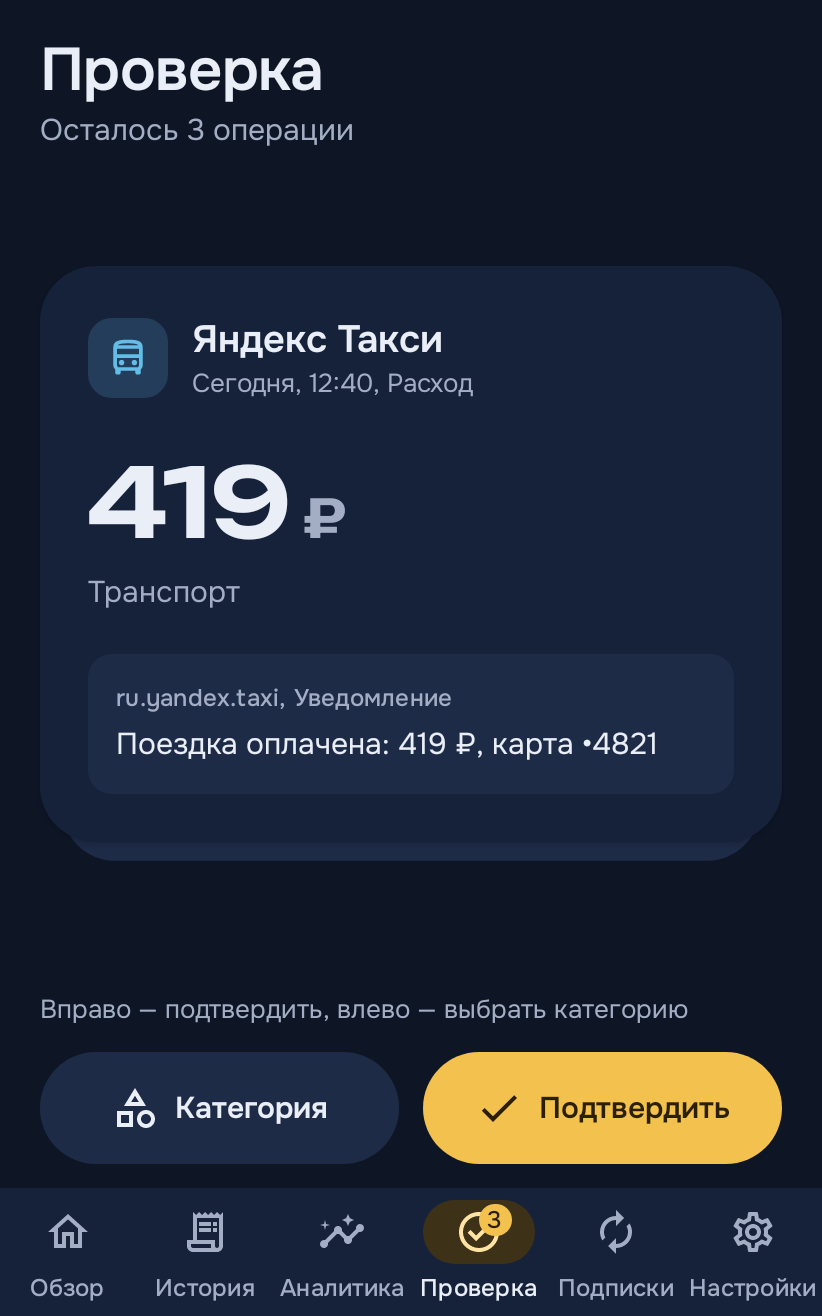 Проверка
Осталось 3 операции
Яндекс Такси
Сегодня, 12:40, Расход
419 ₽
Транспорт
ru.yandex.taxi, Уведомление
Поездка оплачена: 419 ₽, карта •4821
Вправо — подтвердить, влево — выбрать категорию
Категория
Подтвердить
3
Обзор
История
Аналитика
Проверка
Подписки
Настройки